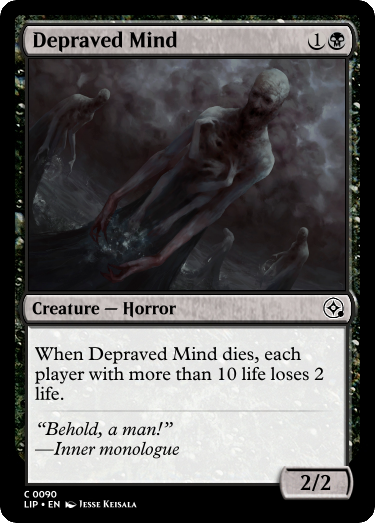 Depraved Mind 1
Creature — Horror
When Depraved Mind dies, each
player with more than 10 life loses 2
life.
“Behold, a man!”
—Inner monologue
2/2
C 0090
LIP • EN Jesse Keisala